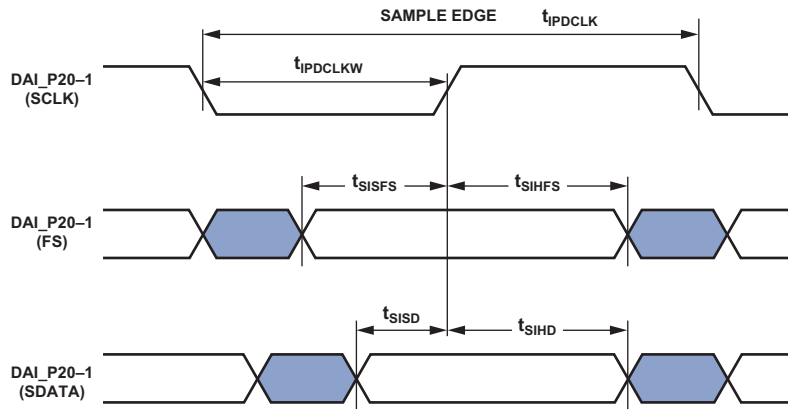 SAMPLE EDGE
tIPDCLK
tIPDCLKW
DAI_P20–1
(SCLK)
tSISFS
tSIHFS
DAI_P20–1
(FS)
tSISD
tSIHD
DAI_P20–1
(SDATA)